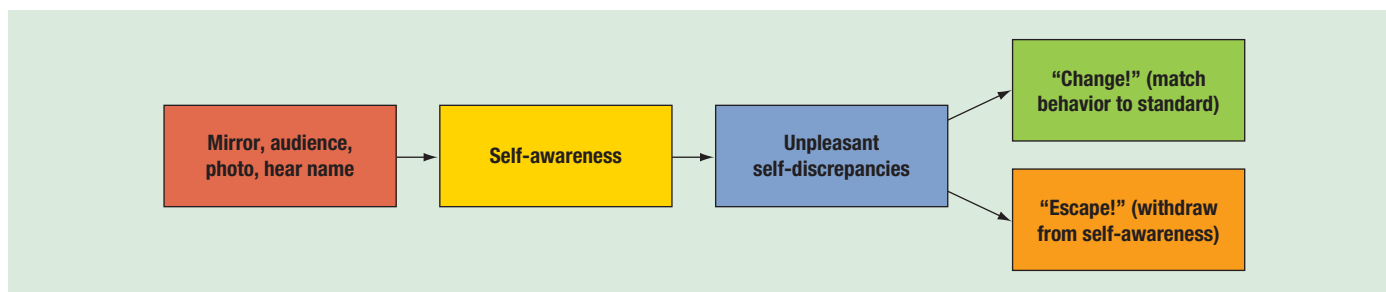 Mirror, audience,
photo, hear name
Self-awareness
Unpleasant
self-discrepancies
“Change!” (match
behavior to standard)
“Escape!” (withdraw
from self-awareness)